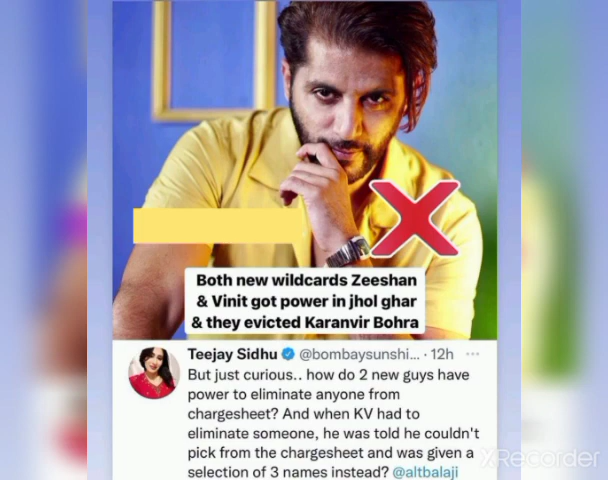 Both new wildcards Zeeshan
& Vinit got power in jhol ghar
& they evicted Karanvir Bohra
Teejay Sidhu @bombaysunshi... · 12h ...
But just curious.. how do 2 new guys have
power to eliminate anyone from
chargesheet? And when KV had to
eliminate someone, he was told he couldn't
pick from the chargesheet and was given a
selection of 3 names instead? @altbalaji
XRecorder